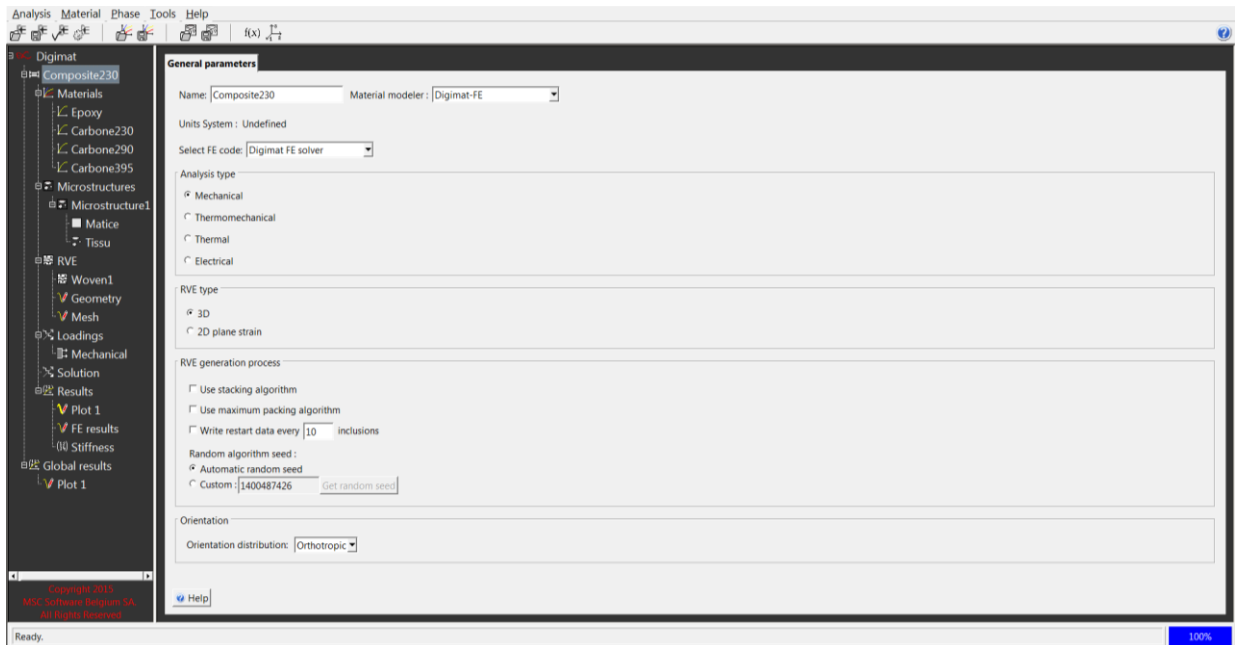 Analysis Material Phase Tools Help
f(x)
Digimat
Composite230
Materials
Epoxy
Carbone230
Carbone290
Carbone395
Microstructures
Microstructure1
Matice
Tissu
RVE
Woven1
Geometry
Mesh
Loadings
Mechanical
Solution
Results
Plot 1
FE results
Stiffness
Global results
Plot 1
Copyright 2015
MSC Software Belgium SA.
All Rights Reserved
General parameters
Name: Composite230 Material modeler : Digimat-FE
Units System : Undefined
Select FE code: Digimat FE solver
Analysis type
Mechanical
Thermomechanical
Thermal
Electrical
RVE type
3D
2D plane strain
RVE generation process
Use stacking algorithm
Use maximum packing algorithm
Write restart data every 10 inclusions
Random algorithm seed :
Automatic random seed
Custom : 1400487426 Get random seed
Orientation
Orientation distribution: Orthotropic
Help
Ready. 100%